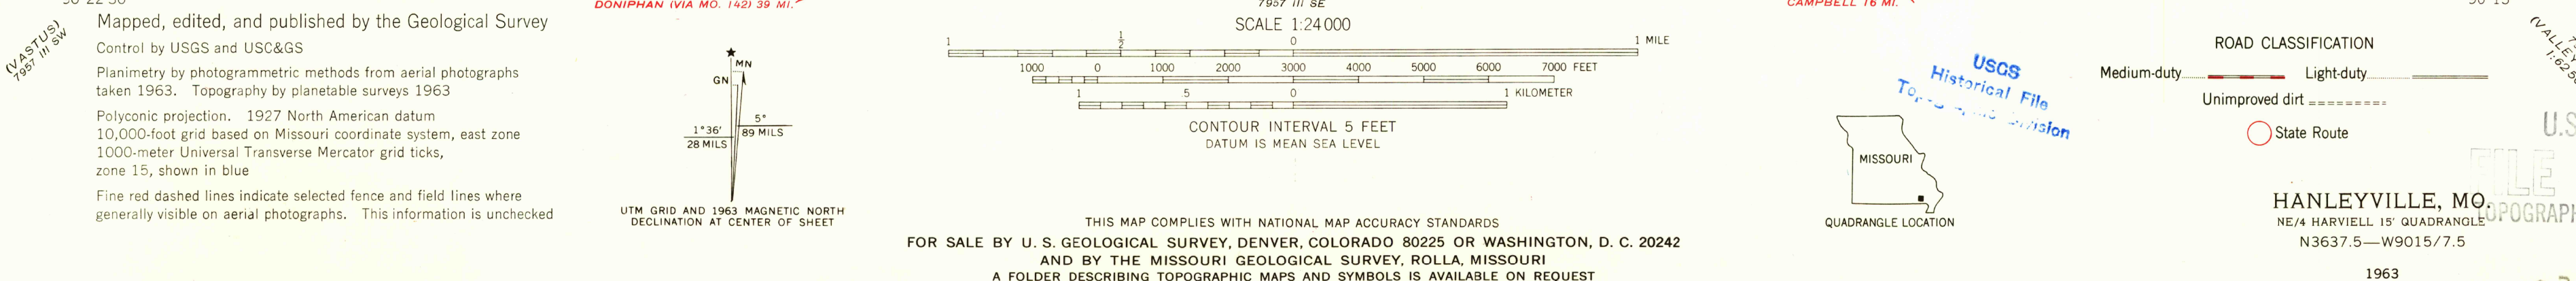 (VASTUS)
7957 III SW
Mapped, edited, and published by the Geological Survey
Control by USGS and USC&GS
Planimetry by photogrammetric methods from aerial photographs
taken 1963. Topography by planetable surveys 1963
Polyconic projection. 1927 North American datum
10,000-foot grid based on Missouri coordinate system, east zone
1000-meter Universal Transverse Mercator grid ticks,
zone 15, shown in blue
Fine red dashed lines indicate selected fence and field lines where
generally visible on aerial photographs. This information is unchecked
DONIPHAN (VIA MO. 142) 39 MI.
★
MN
GN
1°36'
28 MILS
5°
89 MILS
UTM GRID AND 1963 MAGNETIC NORTH
DECLINATION AT CENTER OF SHEET
7957 III SE
SCALE 1:24 000
1 ½ 0 1 MILE
1000 0 1000 2000 3000 4000 5000 6000 7000 FEET
1 .5 0 1 KILOMETER
CONTOUR INTERVAL 5 FEET
DATUM IS MEAN SEA LEVEL
THIS MAP COMPLIES WITH NATIONAL MAP ACCURACY STANDARDS
FOR SALE BY U. S. GEOLOGICAL SURVEY, DENVER, COLORADO 80225 OR WASHINGTON, D. C. 20242
AND BY THE MISSOURI GEOLOGICAL SURVEY, ROLLA, MISSOURI
A FOLDER DESCRIBING TOPOGRAPHIC MAPS AND SYMBOLS IS AVAILABLE ON REQUEST
CAMPBELL 16 MI.
USGS
Historical File
MISSOURI
QUADRANGLE LOCATION
ROAD CLASSIFICATION
Medium-duty Light-duty
Unimproved dirt
State Route
U.S
FILE
TOPOGRAPH
HANLEYVILLE, MO.
NE/4 HARVIELL 15' QUADRANGLE
N3637.5—W9015/7.5
1963